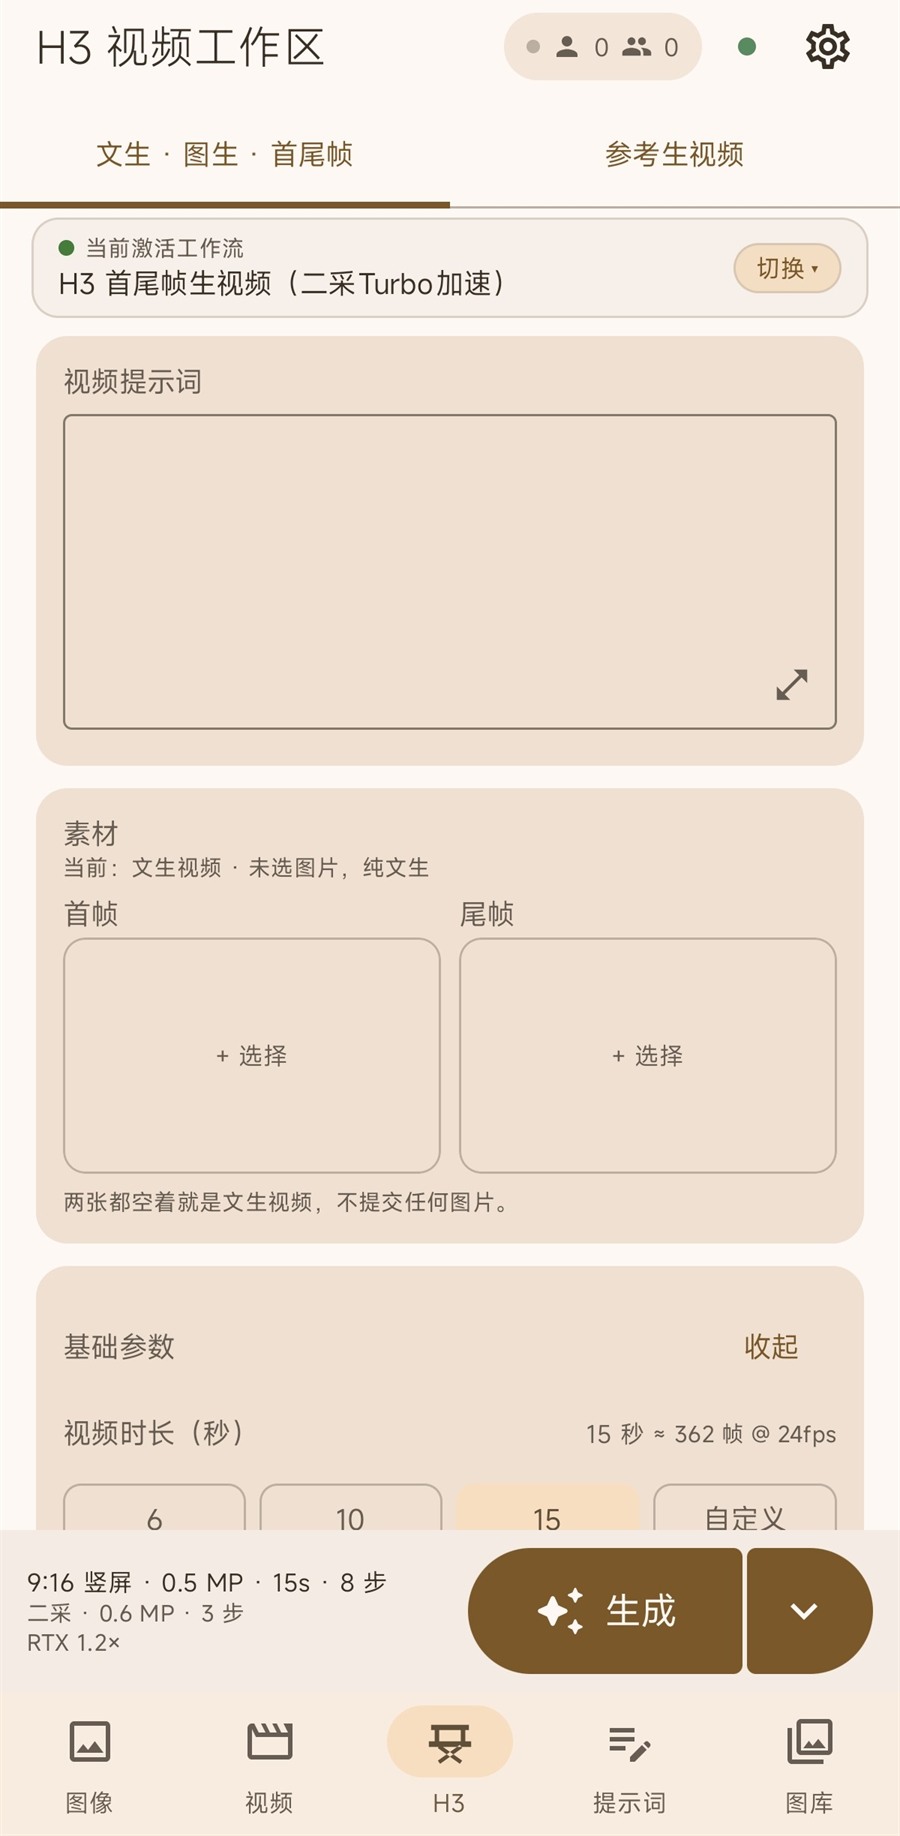 H3 视频工作区
0 0
文生 · 图生 · 首尾帧
参考生视频
当前激活工作流
H3 首尾帧生视频（二采Turbo加速）
切换 ▾
视频提示词
素材
当前：文生视频 · 未选图片，纯文生
首帧
尾帧
+ 选择
+ 选择
两张都空着就是文生视频，不提交任何图片。
基础参数
收起
视频时长（秒）
15 秒 ≈ 362 帧 @ 24fps
6
10
15
自定义
9:16 竖屏 · 0.5 MP · 15s · 8 步
二采 · 0.6 MP · 3 步
RTX 1.2×
生成
图像
视频
H3
提示词
图库